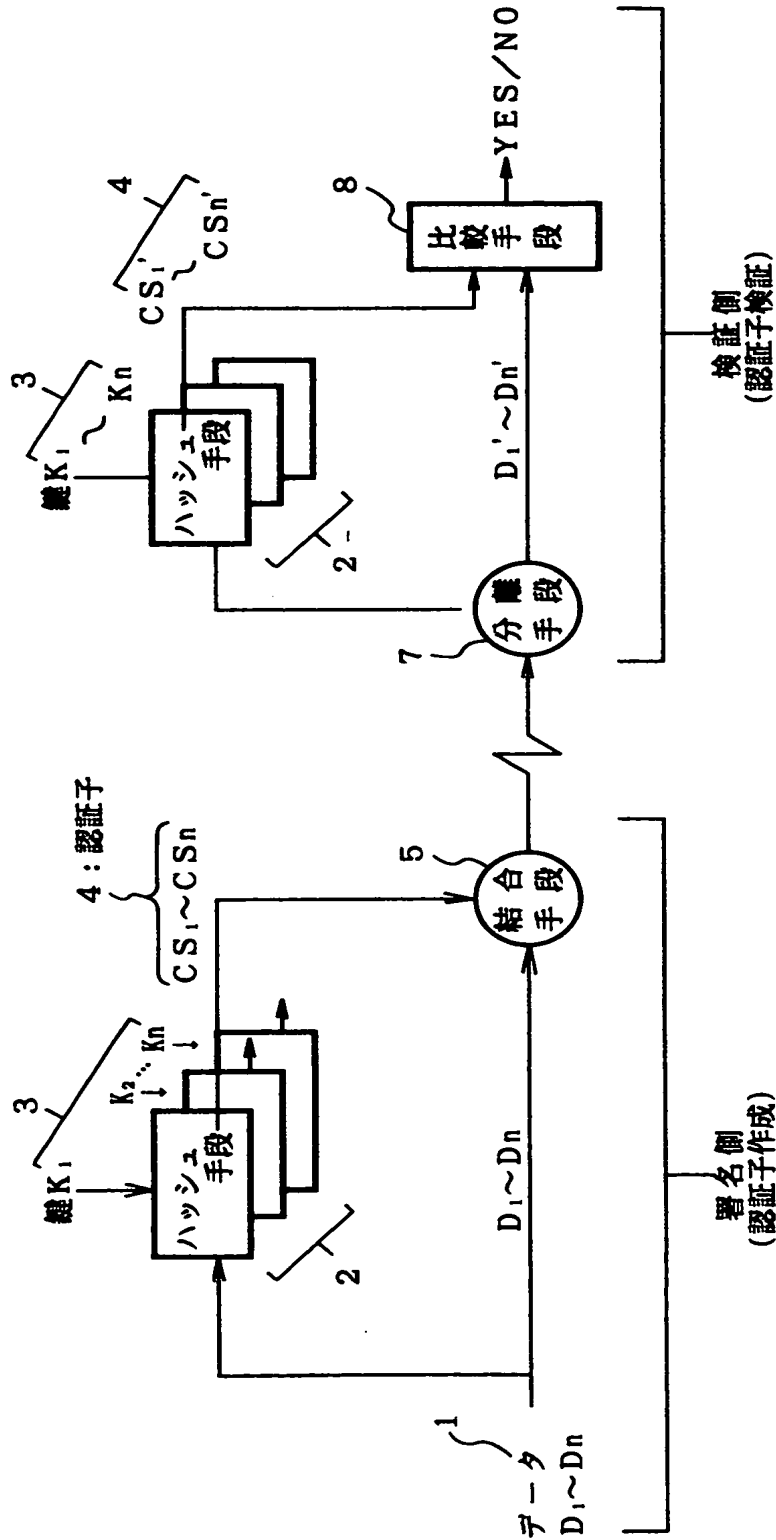 データ
D₁~Dn
1
鍵K₁
3
K₂…Kn
ハッシュ
手段
2
4:認証子
CS₁~CSn
D₁~Dn
結合
手段
5
署名側
(認証子作成)
分離
手段
7
鍵K₁~Kn
3
ハッシュ
手段
2
CS₁'~CSn'
4
D₁'~Dn'
比較手段
8
YES/NO
検証側
(認証子検証)